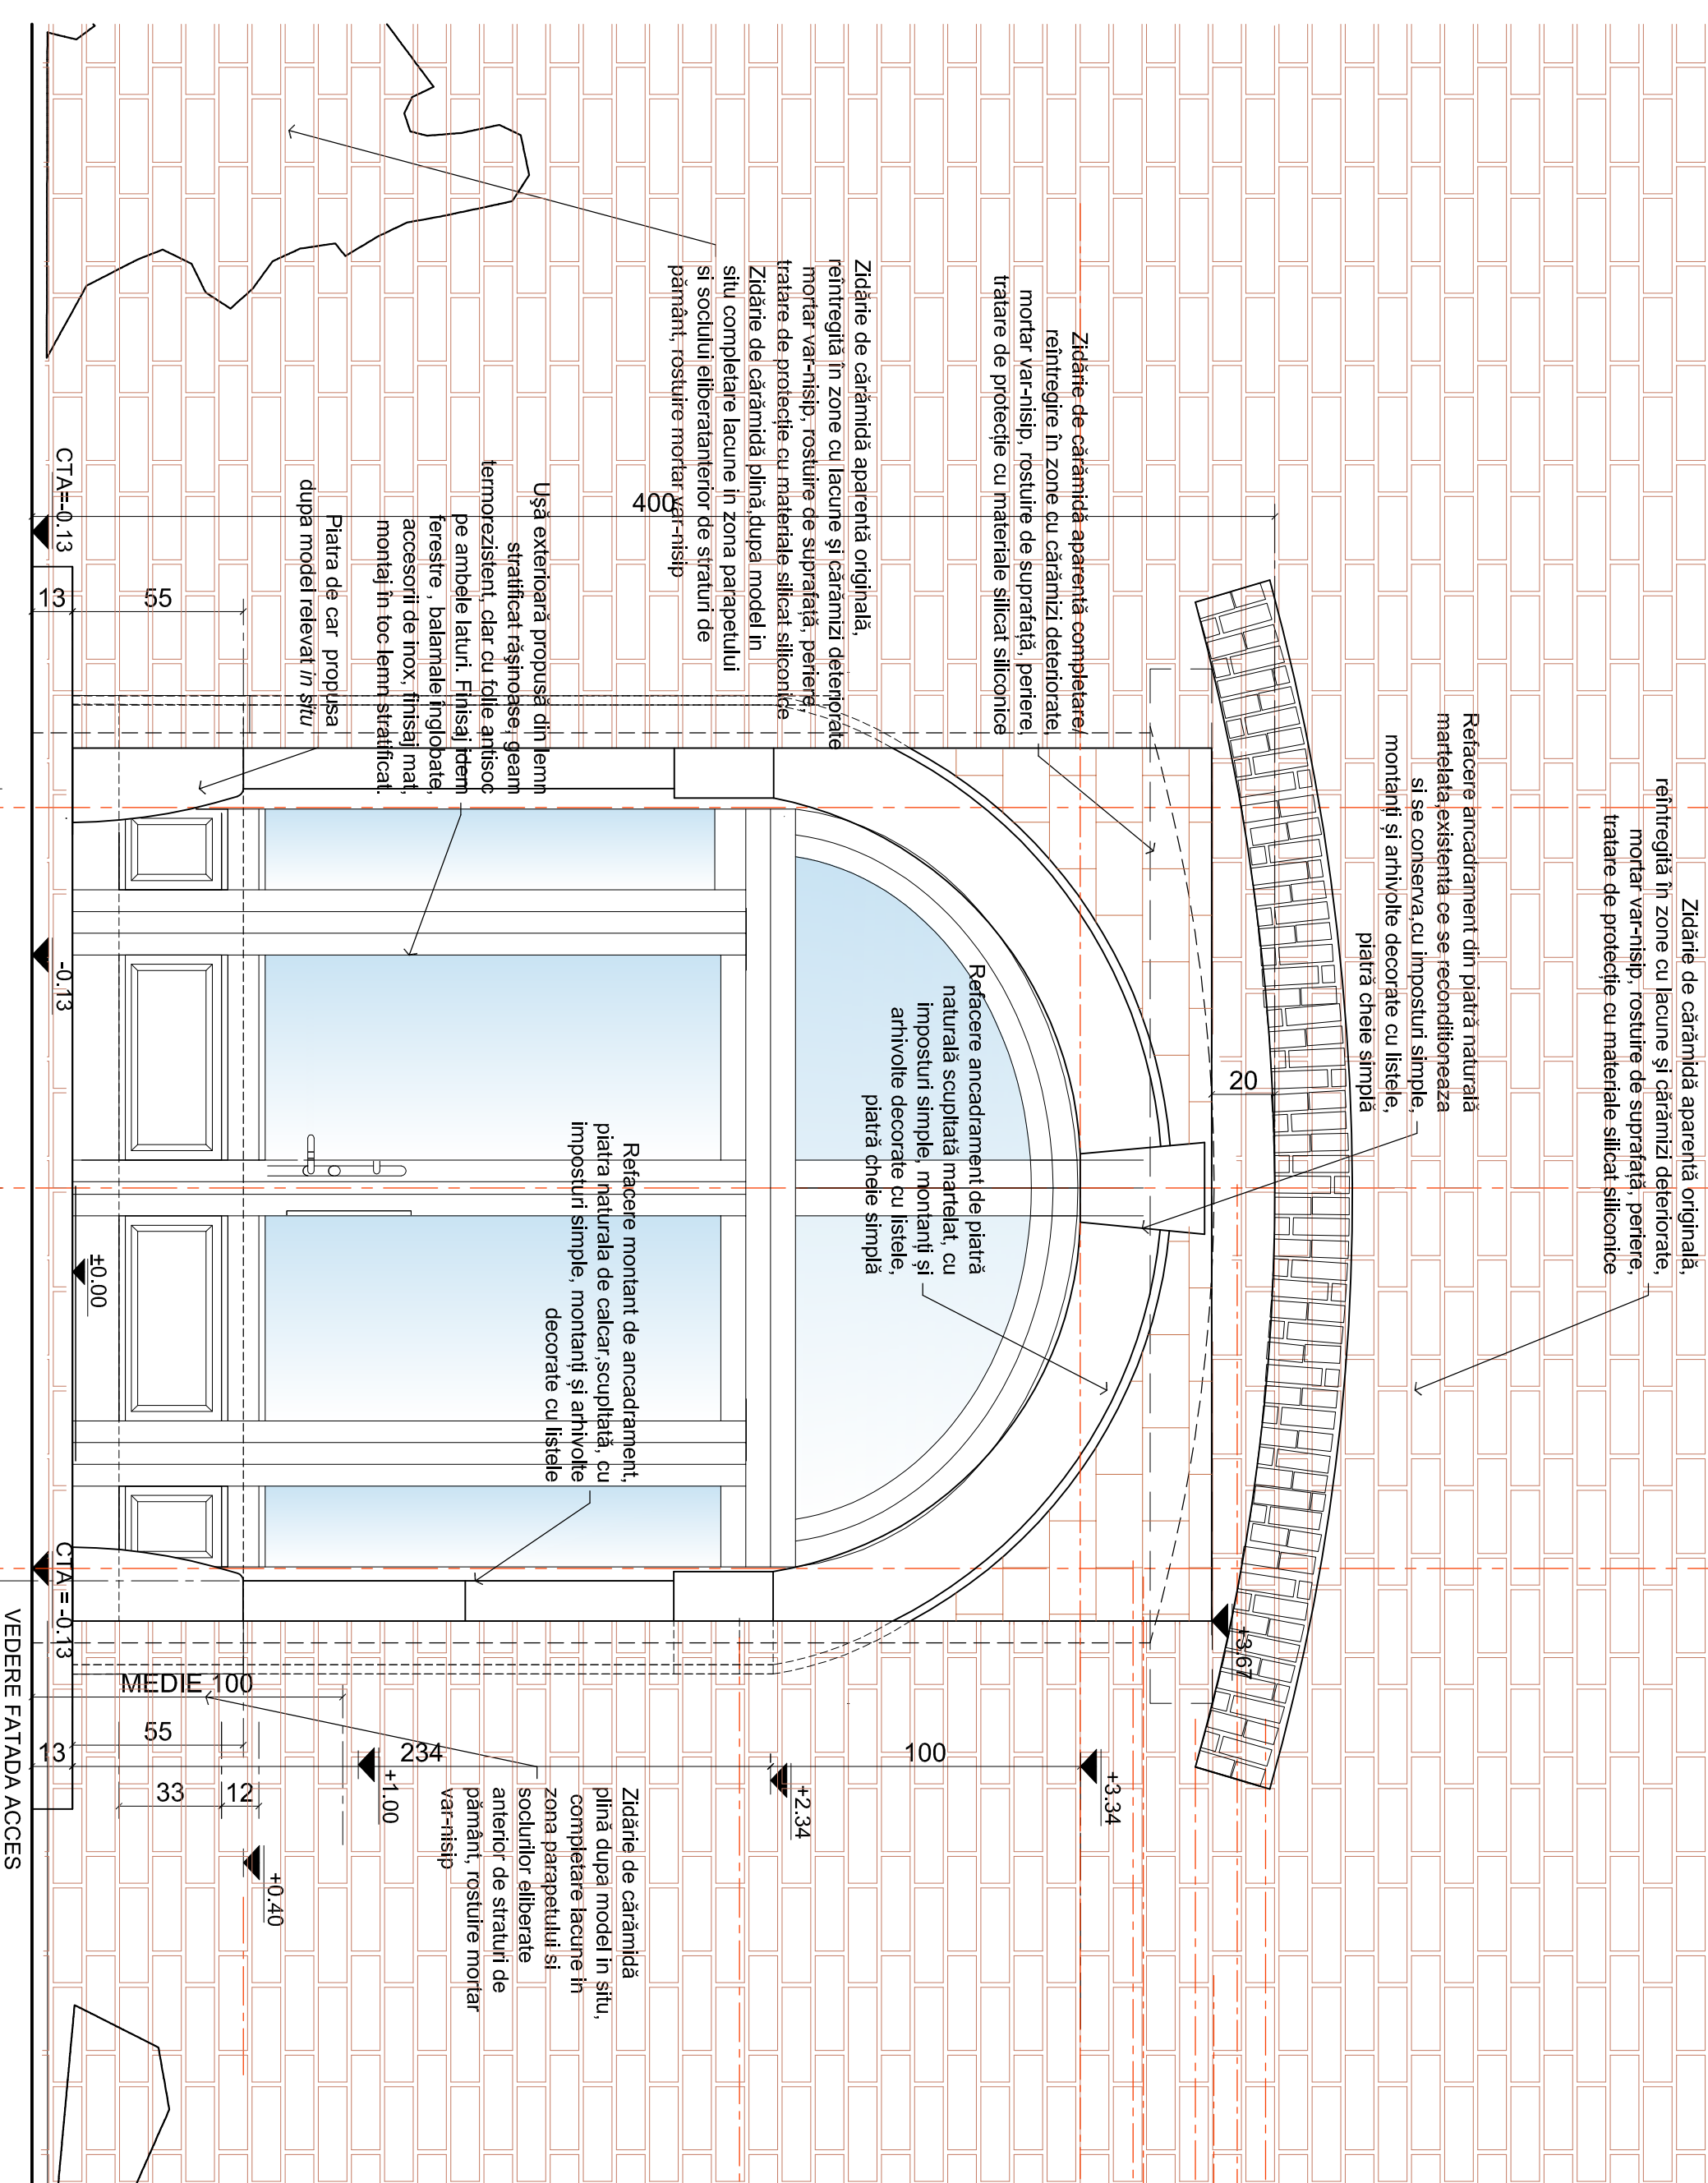 Zidărie de cărămidă aparentă originală,
reîntregită în zone cu lacune și cărămizi deteriorate,
mortar var-nisip, rostuire de suprafață, periere,
tratare de protecție cu materiale silicat siliconice
Refacere ancadrament din piatră naturală
martelata,existenta ce se reconditioneaza
si se conserva,cu imposturi simple,
montanți și arhivolte decorate cu listele,
piatră cheie simplă
20
+3,67
Zidărie de cărămidă aparentă completare/
reîntregire în zone cu cărămizi deteriorate,
mortar var-nisip, rostuire de suprafață, periere,
tratare de protecție cu materiale silicat siliconice
+3.34
Zidărie de cărămidă aparentă originală,
reîntregită în zone cu lacune și cărămizi deteriorate
mortar var-nisip, rostuire de suprafață, periere,
tratare de protecție cu materiale silicat siliconice
Zidărie de cărămidă plină,dupa model in
situ completare lacune in zona parapetului
si soclului eliberatanterior de straturi de
pământ, rostuire mortar var-nisip
Refacere ancadrament de piatră
naturală scupltată martelat, cu
imposturi simple, montanți și
arhivolte decorate cu listele,
piatră cheie simplă
100
+2.34
400
Refacere montant de ancadrament,
piatra naturala de calcar,scupltată, cu
imposturi simple, montanți și arhivolte
decorate cu listele
Zidărie de cărămidă
plină dupa model in situ,
completare lacune in
zona parapetului si
soclurilor eliberate
anterior de straturi de
pământ, rostuire mortar
var-nisip
Ușă exterioară propusă din lemn
stratificat rășinoase, geam
termorezistent, clar cu folie antisoc
pe ambele laturi. Finisaj idem
ferestre , balamale înglobate,
accesorii de inox, finisaj mat,
montaj în toc lemn stratificat.
234
+1.00
Piatra de car propusa
dupa model relevat in situ
+0.40
MEDIE 100
55
55
33
12
±0.00
13
13
CTA=-0.13
-0.13
CTA = -0.13
VEDERE FATADA ACCES